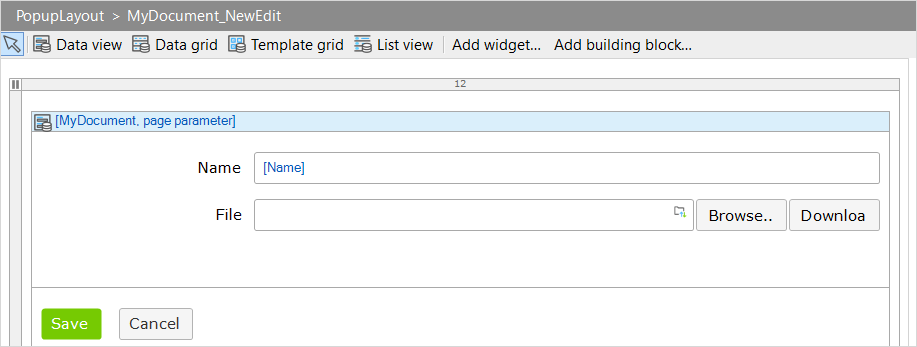 PopupLayout > MyDocument_NewEdit
Data view Data grid Template grid List view Add widget... Add building block...
12
[MyDocument, page parameter]
Name [Name]
File Browse.. Downloa
Save Cancel